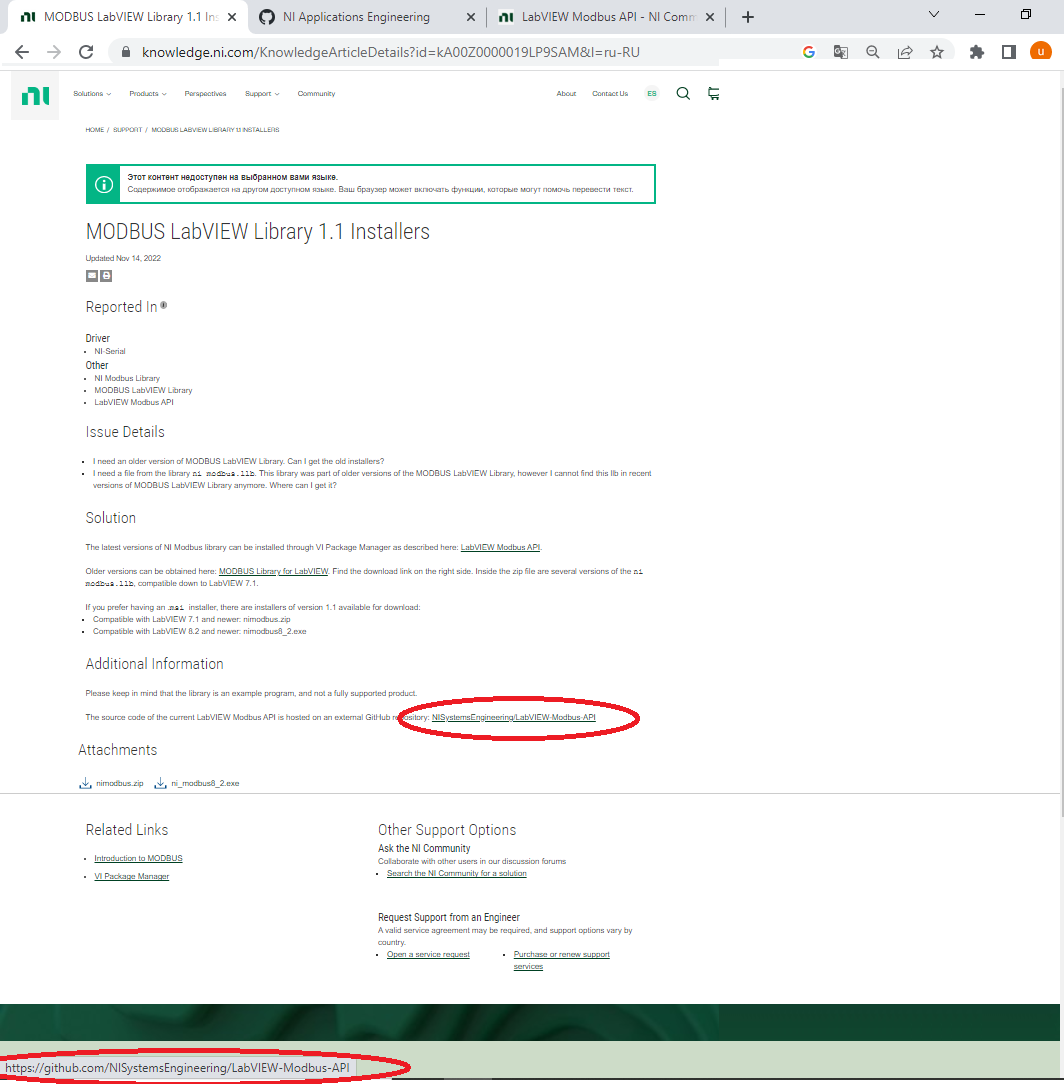 MODBUS LabVIEW Library 1.1 Ins
NI Applications Engineering
LabVIEW Modbus API - NI Comm
knowledge.ni.com/KnowledgeArticleDetails?id=kA00Z0000019LP9SAM&l=ru-RU
u
ni
Solutions
Products
Perspectives
Support
Community
About
Contact Us
ES
HOME / SUPPORT / MODBUS LABVIEW LIBRARY 1.1 INSTALLERS
Этот контент недоступен на выбранном вами языке.
Содержимое отображается на другом доступном языке. Ваш браузер может включать функции, которые могут помочь перевести текст.
MODBUS LabVIEW Library 1.1 Installers
Updated Nov 14, 2022
Reported In
Driver
NI-Serial
Other
NI Modbus Library
MODBUS LabVIEW Library
LabVIEW Modbus API
Issue Details
I need an older version of MODBUS LabVIEW Library. Can I get the old installers?
I need a file from the library ni modbus.llb. This library was part of older versions of the MODBUS LabVIEW Library, however I cannot find this llb in recent
versions of MODBUS LabVIEW Library anymore. Where can I get it?
Solution
The latest versions of NI Modbus library can be installed through VI Package Manager as described here: LabVIEW Modbus API.
Older versions can be obtained here: MODBUS Library for LabVIEW. Find the download link on the right side. Inside the zip file are several versions of the ni
modbus.llb, compatible down to LabVIEW 7.1.
If you prefer having an .msi installer, there are installers of version 1.1 available for download:
Compatible with LabVIEW 7.1 and newer: nimodbus.zip
Compatible with LabVIEW 8.2 and newer: nimodbus8_2.exe
Additional Information
Please keep in mind that the library is an example program, and not a fully supported product.
The source code of the current LabVIEW Modbus API is hosted on an external GitHub repository: NISystemsEngineering/LabVIEW-Modbus-API
Attachments
nimodbus.zip
ni_modbus8_2.exe
Related Links
Introduction to MODBUS
VI Package Manager
Other Support Options
Ask the NI Community
Collaborate with other users in our discussion forums
Search the NI Community for a solution
Request Support from an Engineer
A valid service agreement may be required, and support options vary by
country.
Open a service request
Purchase or renew support
services
https://github.com/NISystemsEngineering/LabVIEW-Modbus-API